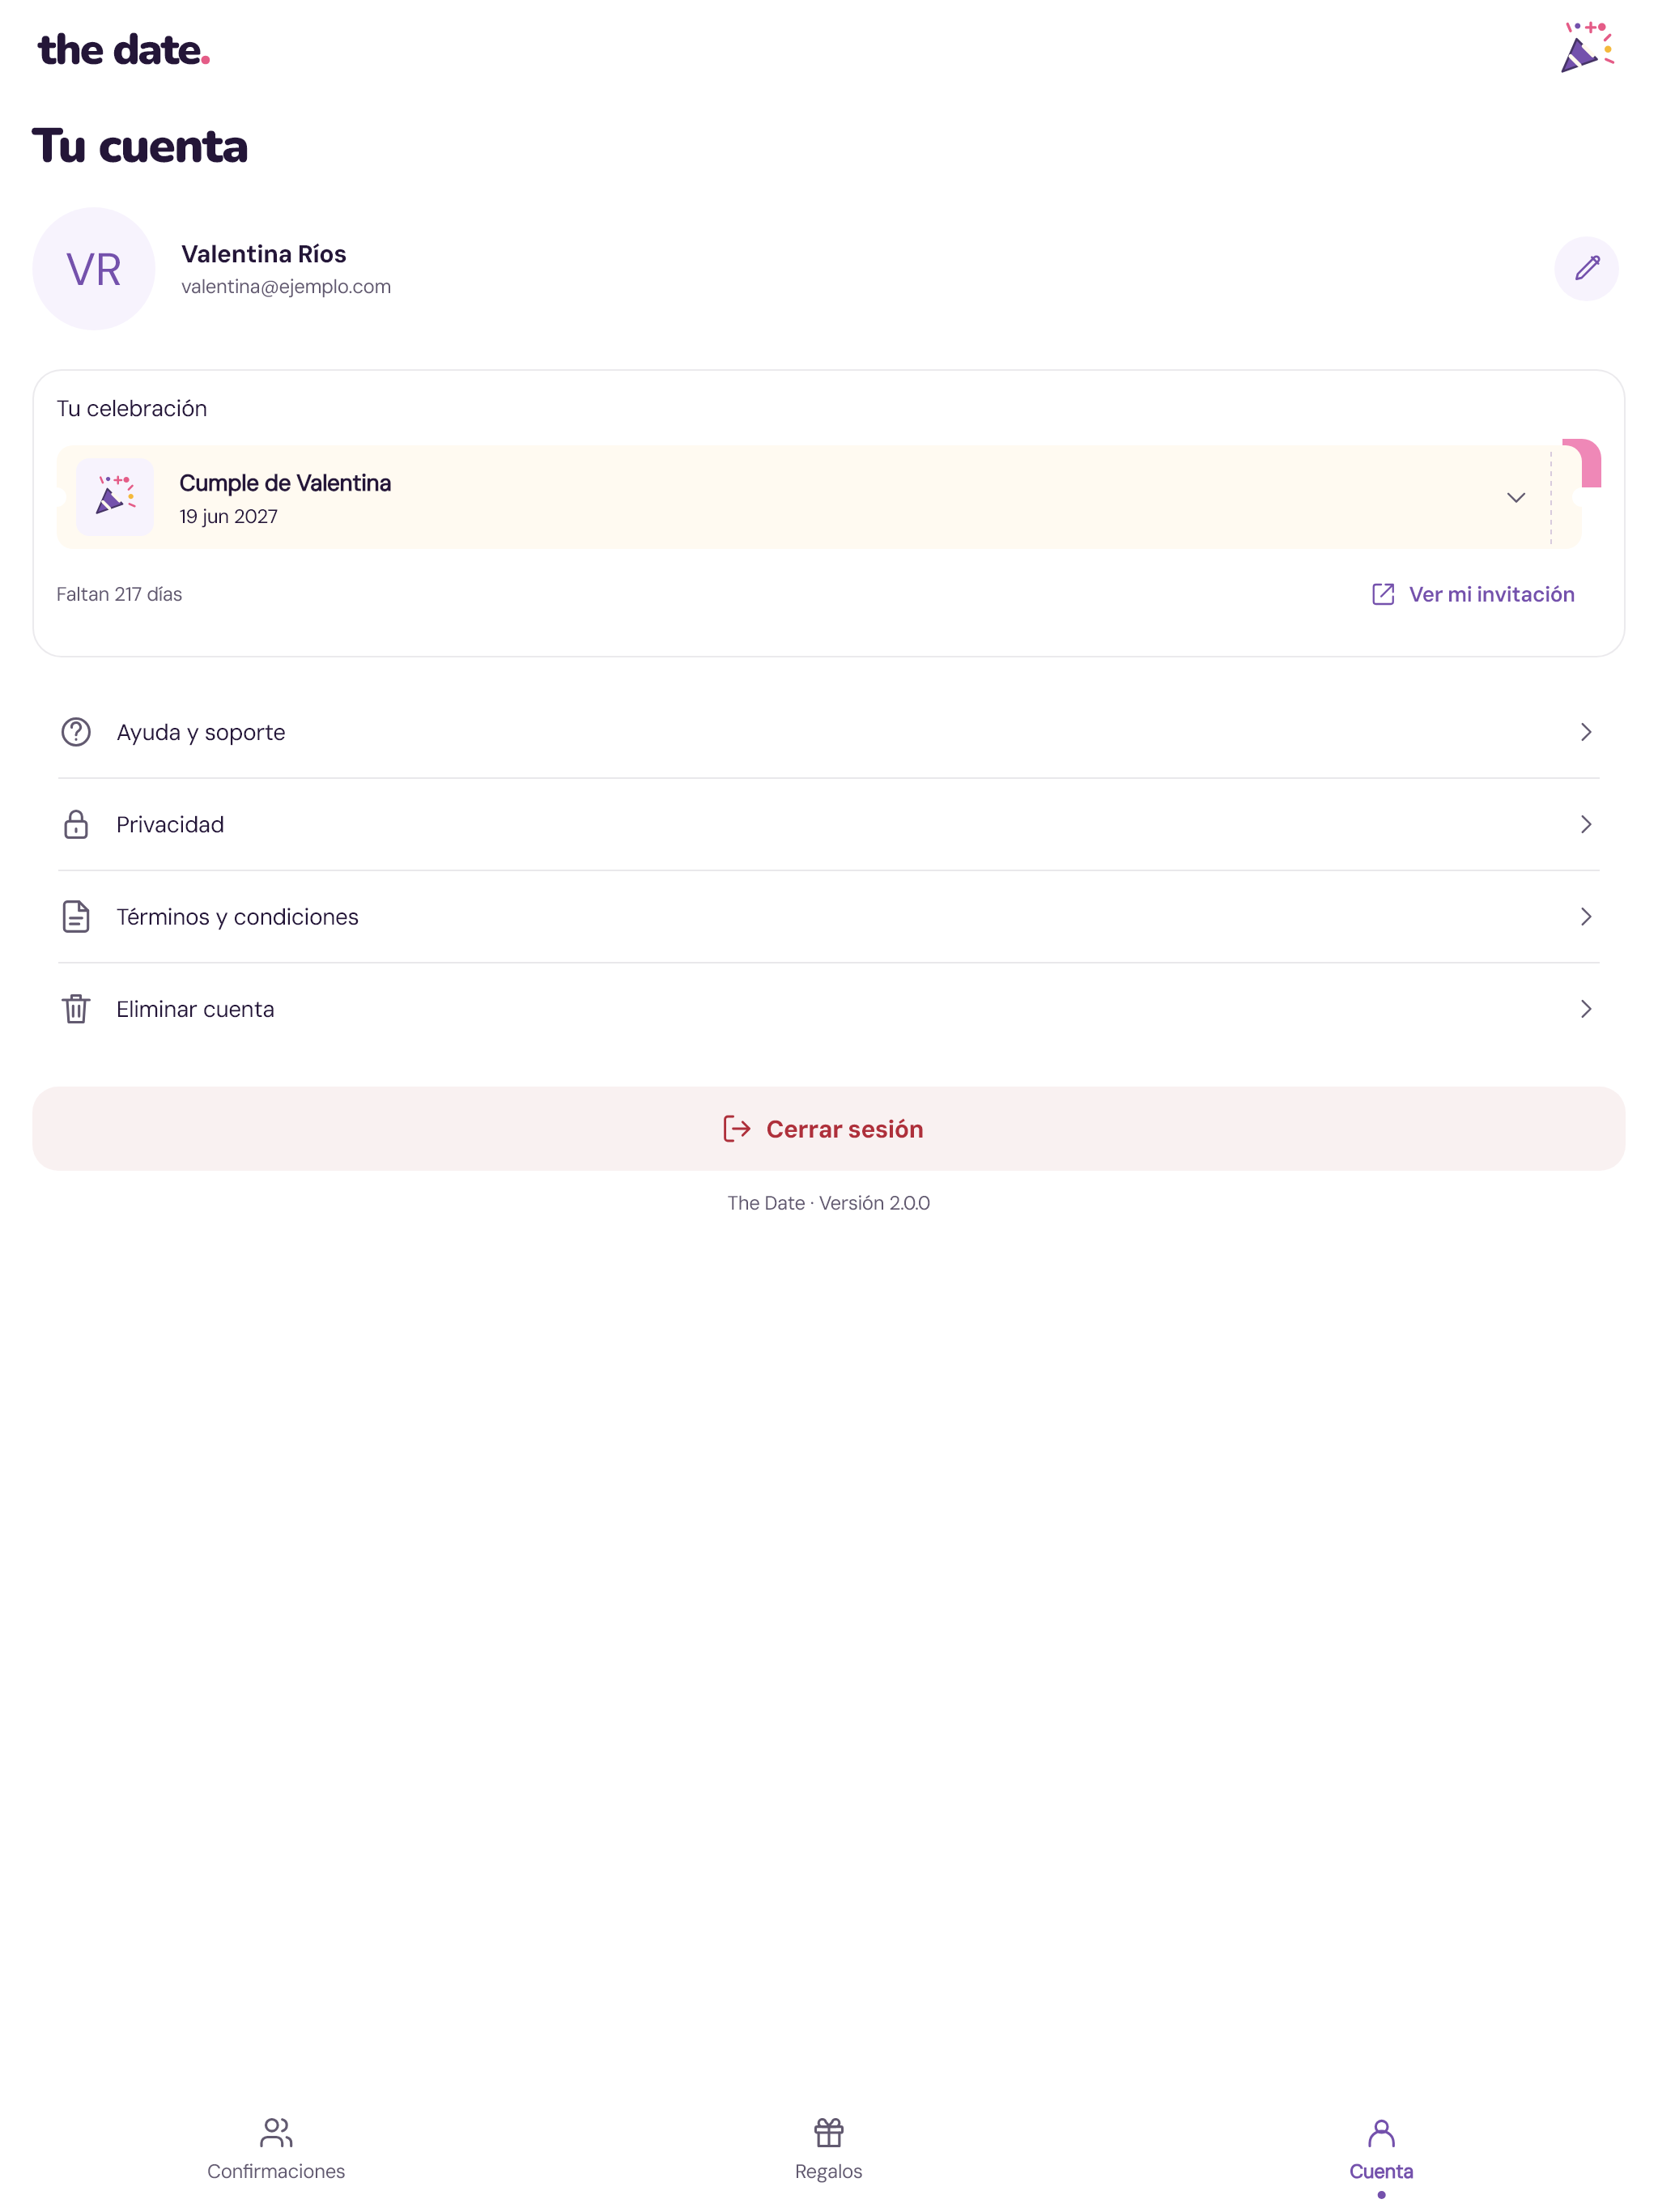 the date.
Tu cuenta
VR
Valentina Ríos
valentina@ejemplo.com
Tu celebración
Cumple de Valentina
19 jun 2027
Faltan 217 días
Ver mi invitación
Ayuda y soporte
Privacidad
Términos y condiciones
Eliminar cuenta
Cerrar sesión
The Date · Versión 2.0.0
Confirmaciones
Regalos
Cuenta